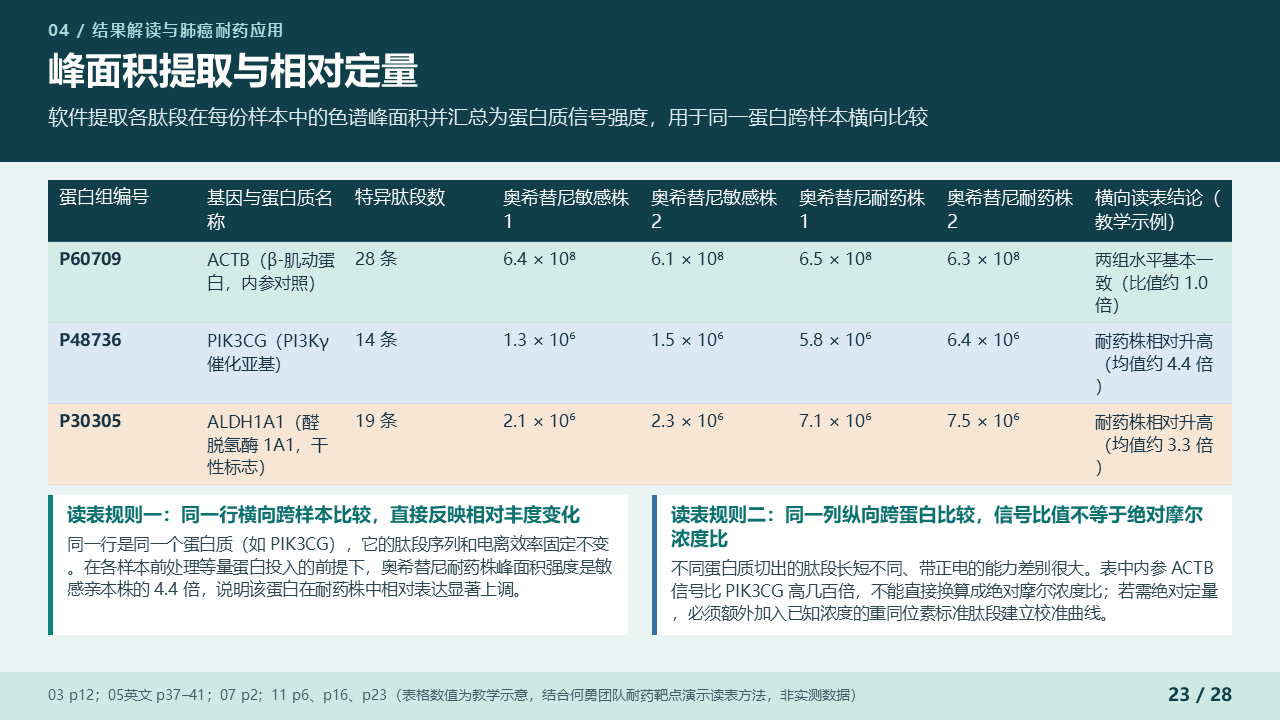 04 / 结果解读与肺癌耐药应用
峰面积提取与相对定量
软件提取各肽段在每份样本中的色谱峰面积并汇总为蛋白质信号强度，用于同一蛋白跨样本横向比较
蛋白组编号
基因与蛋白质名
称
特异肽段数
奥希替尼敏感株
1
奥希替尼敏感株
2
奥希替尼耐药株
1
奥希替尼耐药株
2
横向读表结论（
教学示例）
P60709
ACTB（β-肌动蛋
白，内参对照）
28 条
6.4 × 10⁸
6.1 × 10⁸
6.5 × 10⁸
6.3 × 10⁸
两组水平基本一
致（比值约 1.0
倍）
P48736
PIK3CG（PI3Kγ
催化亚基）
14 条
1.3 × 10⁶
1.5 × 10⁶
5.8 × 10⁶
6.4 × 10⁶
耐药株相对升高
（均值约 4.4 倍
）
P30305
ALDH1A1（醛
脱氢酶 1A1，干
性标志）
19 条
2.1 × 10⁶
2.3 × 10⁶
7.1 × 10⁶
7.5 × 10⁶
耐药株相对升高
（均值约 3.3 倍
）
读表规则一：同一行横向跨样本比较，直接反映相对丰度变化
同一行是同一个蛋白质（如 PIK3CG），它的肽段序列和电离效率固定不变
。在各样本前处理等量蛋白投入的前提下，奥希替尼耐药株峰面积强度是敏
感亲本株的 4.4 倍，说明该蛋白在耐药株中相对表达显著上调。
读表规则二：同一列纵向跨蛋白比较，信号比值不等于绝对摩尔
浓度比
不同蛋白质切出的肽段长短不同、带正电的能力差别很大。表中内参 ACTB
信号比 PIK3CG 高几百倍，不能直接换算成绝对摩尔浓度比；若需绝对定量
，必须额外加入已知浓度的重同位素标准肽段建立校准曲线。
03 p12；05英文 p37–41；07 p2；11 p6、p16、p23（表格数值为教学示意，结合何勇团队耐药靶点演示读表方法，非实测数据）
23 / 28